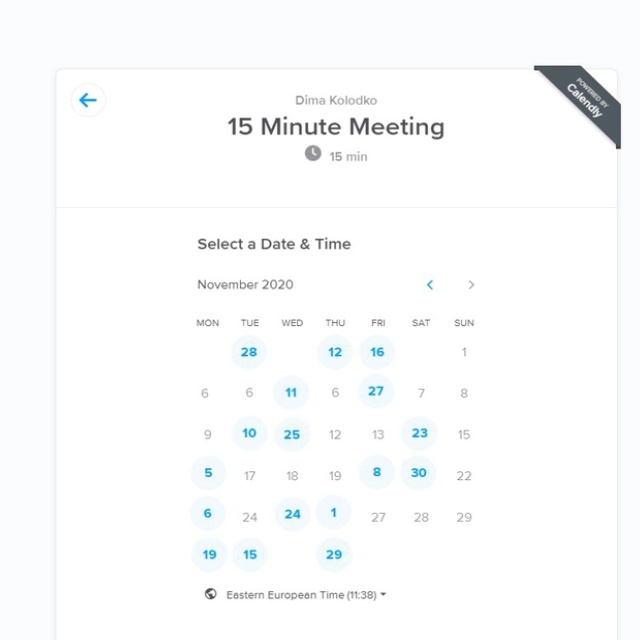 Dima Kolodko
POWERED BY
Calendly
15 Minute Meeting
15 min
Select a Date & Time
November 2020
MON TUE WED THU FRI SAT SUN
28 12 16 1
6 6 11 6 27 7 8
9 10 25 12 13 23 15
5 17 18 19 8 30 22
6 24 24 1 27 28 29
19 15 29
Eastern European Time (11:38)